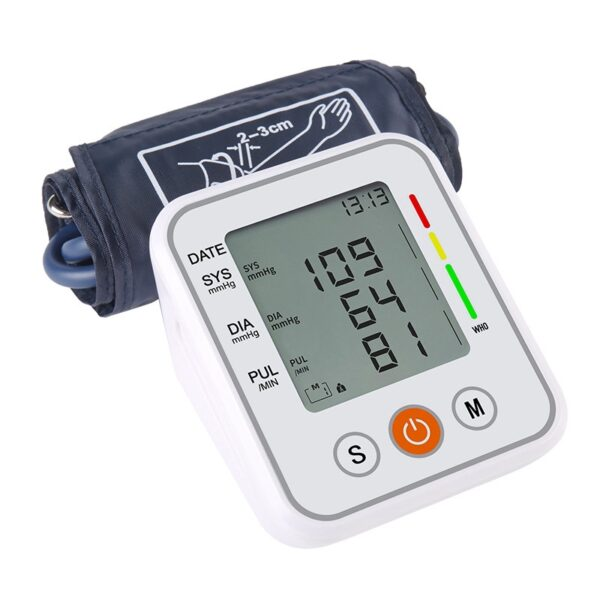 2-3cm
13:13
DATE
SYS
mmHg
SYS
mmHg
109
DIA
mmHg
DIA
mmHg
64
PUL
/MIN
PUL
/MIN
81
M
1
WHO
S
M